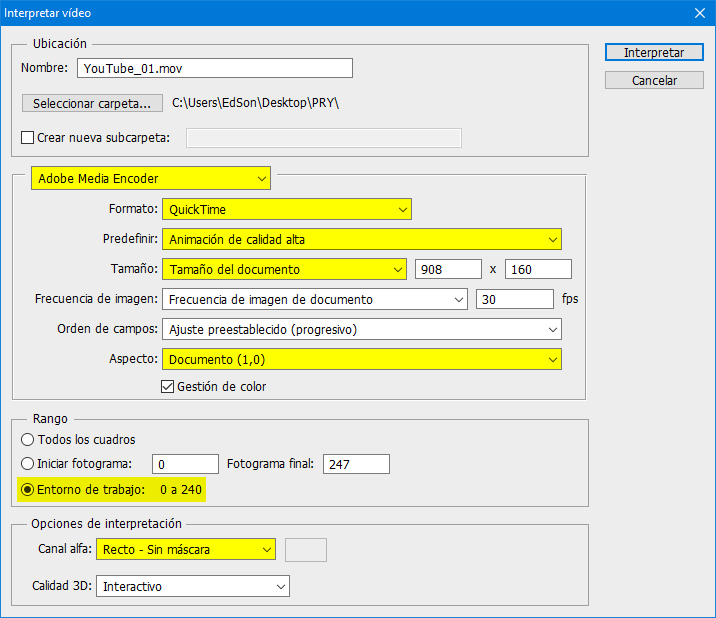 Interpretar vídeo
Ubicación
Nombre: YouTube_01.mov
Interpretar
Seleccionar carpeta... C:\Users\EdSon\Desktop\PRY\
Cancelar
Crear nueva subcarpeta:
Adobe Media Encoder
Formato: QuickTime
Predefinir: Animación de calidad alta
Tamaño: Tamaño del documento 908 x 160
Frecuencia de imagen: Frecuencia de imagen de documento 30 fps
Orden de campos: Ajuste preestablecido (progresivo)
Aspecto: Documento (1,0)
Gestión de color
Rango
Todos los cuadros
Iniciar fotograma: 0 Fotograma final: 247
Entorno de trabajo: 0 a 240
Opciones de interpretación
Canal alfa: Recto - Sin máscara
Calidad 3D: Interactivo